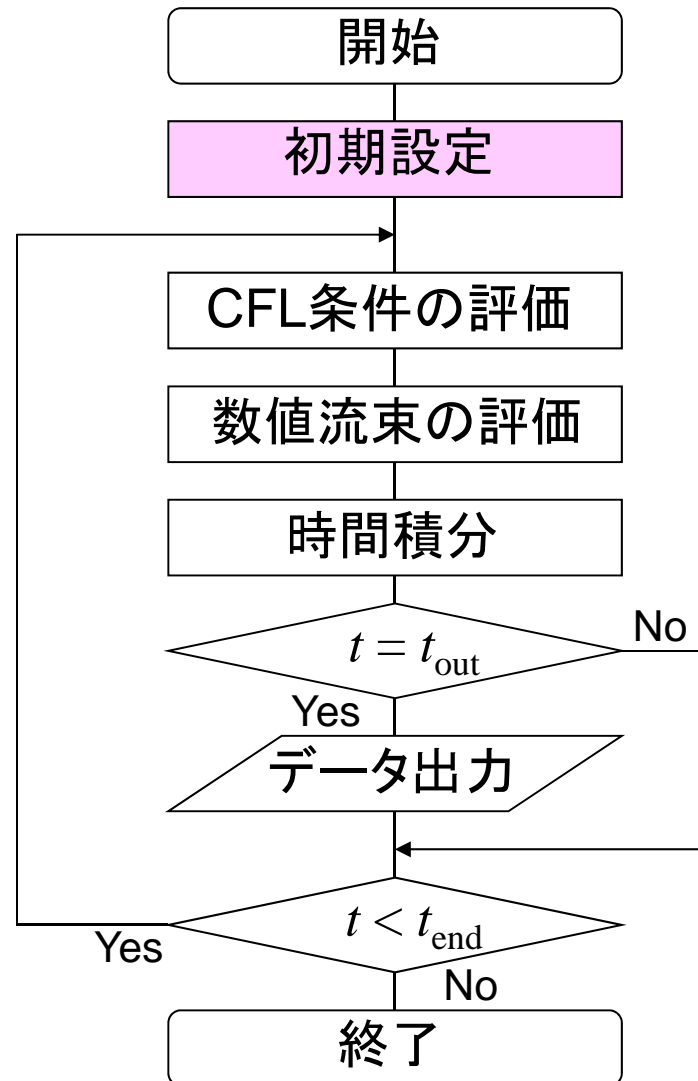 開始
初期設定
CFL条件の評価
数値流束の評価
時間積分
t = t_out
No
Yes
データ出力
t < t_end
Yes
No
終了